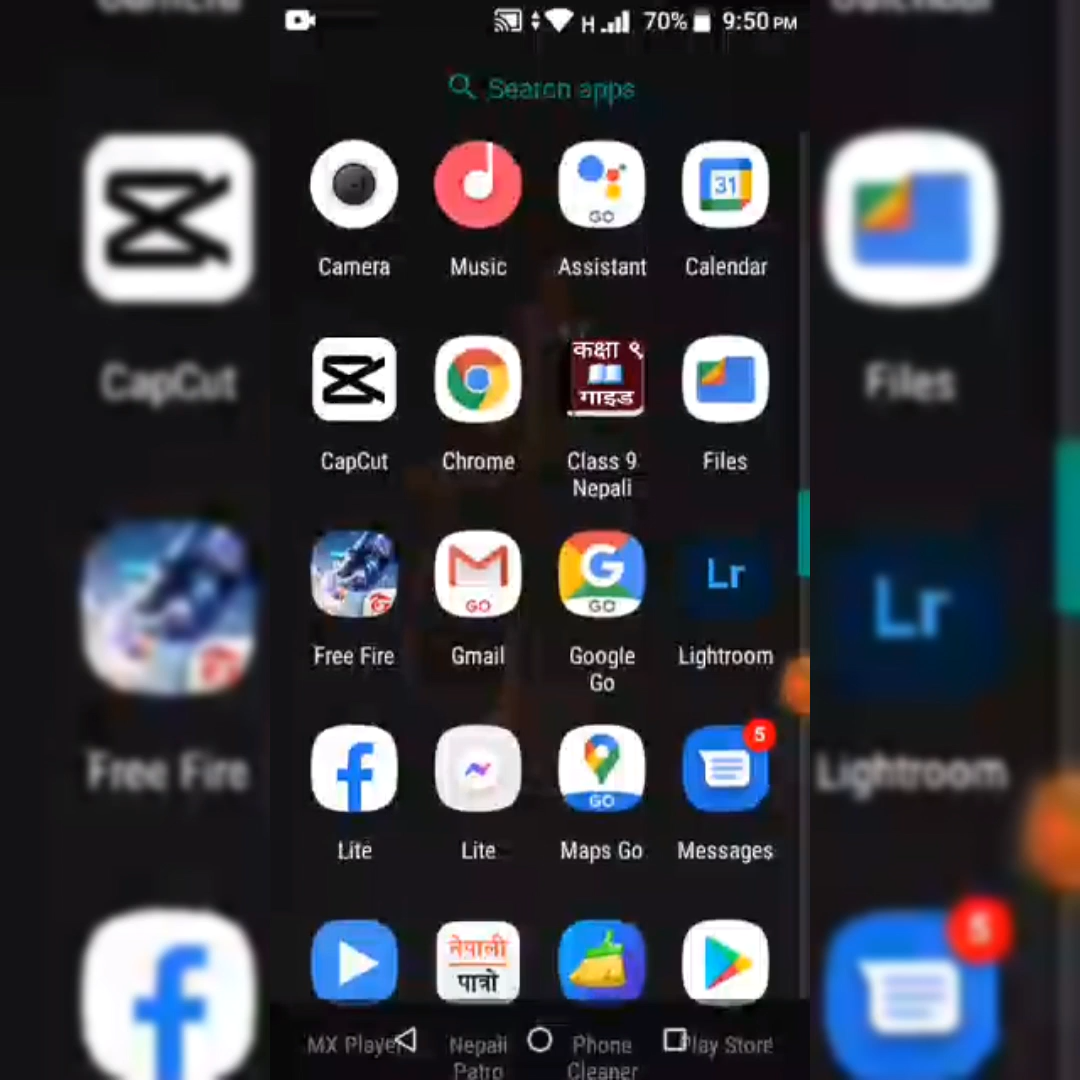 H 70% 9:50 PM
Search apps
31
GO
Camera Music Assistant Calendar
कक्षा ९
गाइड
CapCut Chrome Class 9 Files
Nepali
CapCut
Files
Lr
GO G GO
Free Fire Gmail Google Lightroom
Go
Lr
5
Free Fire
Lightroom
GO
Lite Lite Maps Go Messages
5
नेपाली
पात्रो
MX Player Nepali Phone Play Store
Patro Cleaner